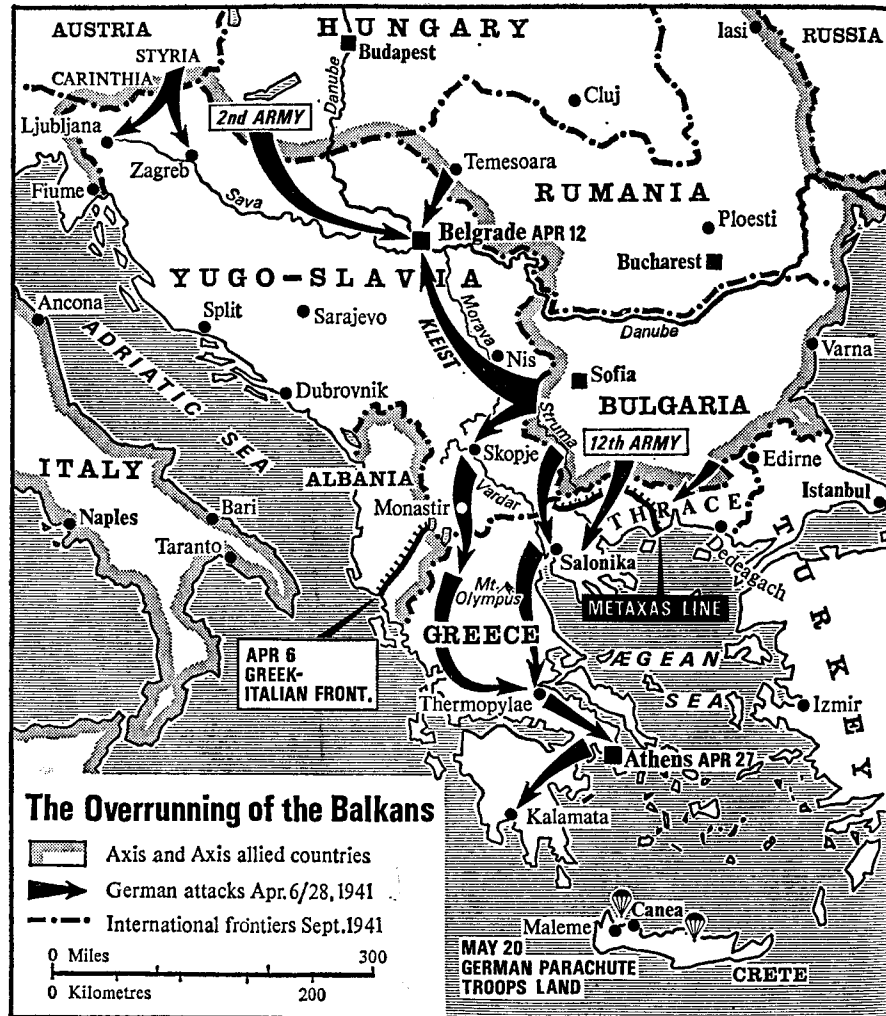 AUSTRIA
HUNGARY
Iasi
RUSSIA
STYRIA
Budapest
CARINTHIA
Danube
Cluj
Ljubljana
2nd ARMY
Zagreb
Temesoara
Fiume
Sava
RUMANIA
Ploesti
Belgrade APR 12
Bucharest
YUGO-SLAVIA
Ancona
Split
Sarajevo
Morava
Danube
ADRIATIC SEA
KLEIST
Nis
Varna
Sofia
Dubrovnik
Struma
BULGARIA
12th ARMY
Skopje
Edirne
ITALY
ALBANIA
Vardar
Istanbul
Monastir
THRACE
Bari
Naples
Taranto
Salonika
Dedeagach
TURKEY
Mt. Olympus
METAXAS LINE
GREECE
APR 6
GREEK-
ITALIAN FRONT.
ÆGEAN
SEA
Thermopylae
Izmir
Athens APR 27
Kalamata
The Overrunning of the Balkans
Axis and Axis allied countries
German attacks Apr. 6/28, 1941
International frontiers Sept. 1941
0 Miles 300
0 Kilometres 200
Maleme
Canea
MAY 20
GERMAN PARACHUTE
TROOPS LAND
CRETE